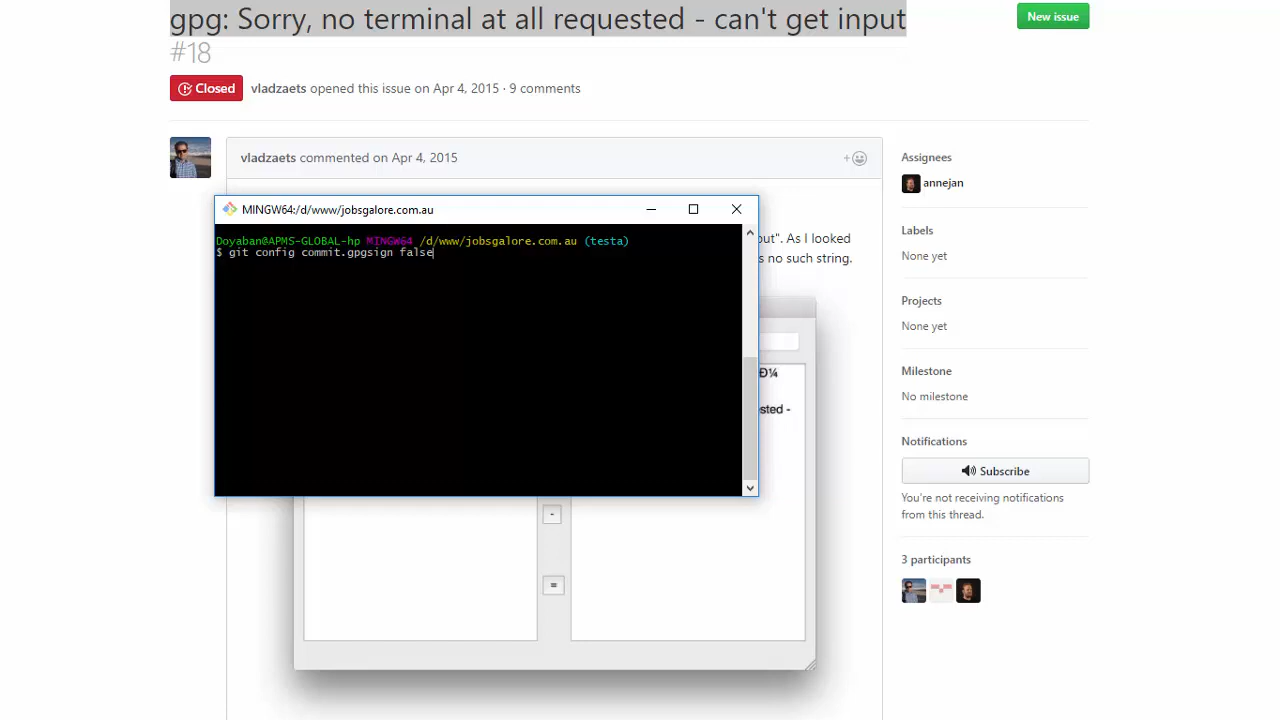 gpg: Sorry, no terminal at all requested - can't get input
#18
New issue
Closed vladzaets opened this issue on Apr 4, 2015 · 9 comments
vladzaets commented on Apr 4, 2015
MINGW64:/d/www/jobsgalore.com.au
Doyaban@APMS-GLOBAL-hp MINGW64 /d/www/jobsgalore.com.au (testa)
$ git config commit.gpgsign false
put". As I looked
s no such string.
Ð¼
sted -
-
=
Assignees
annejan
Labels
None yet
Projects
None yet
Milestone
No milestone
Notifications
Subscribe
You're not receiving notifications
from this thread.
3 participants